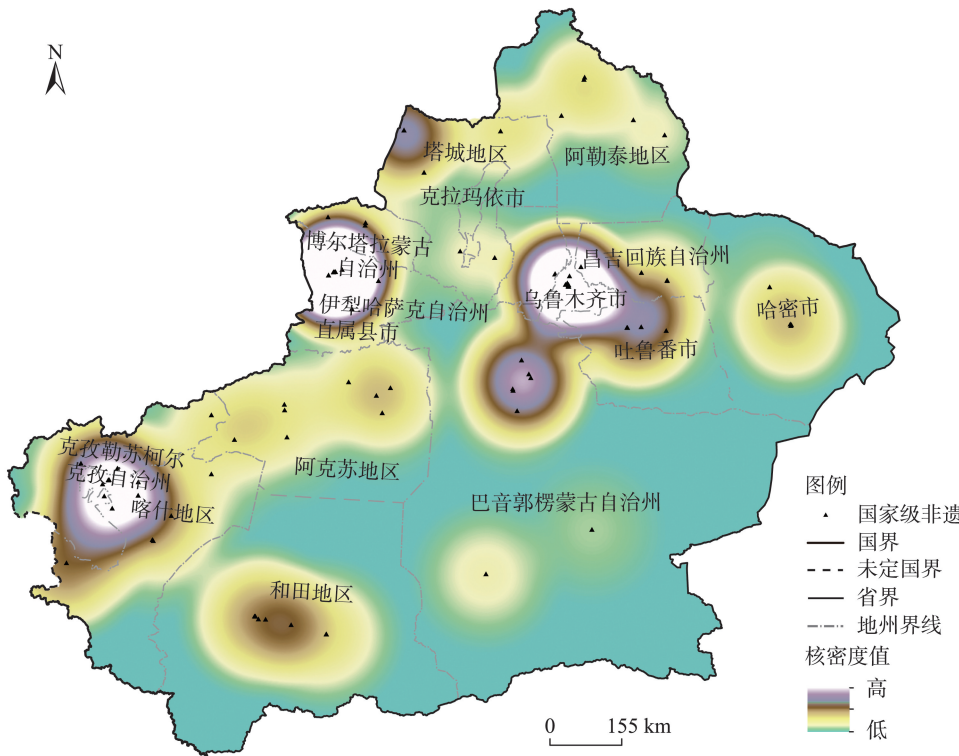 N
塔城地区
阿勒泰地区
克拉玛依市
博尔塔拉蒙古
自治州
昌吉回族自治州
伊犁哈萨克自治州
直属县市
乌鲁木齐市
哈密市
吐鲁番市
克孜勒苏柯尔
克孜自治州
阿克苏地区
喀什地区
巴音郭楞蒙古自治州
和田地区
图例
国家级非遗
国界
未定国界
省界
地州界线
核密度值
高
低
0 155 km